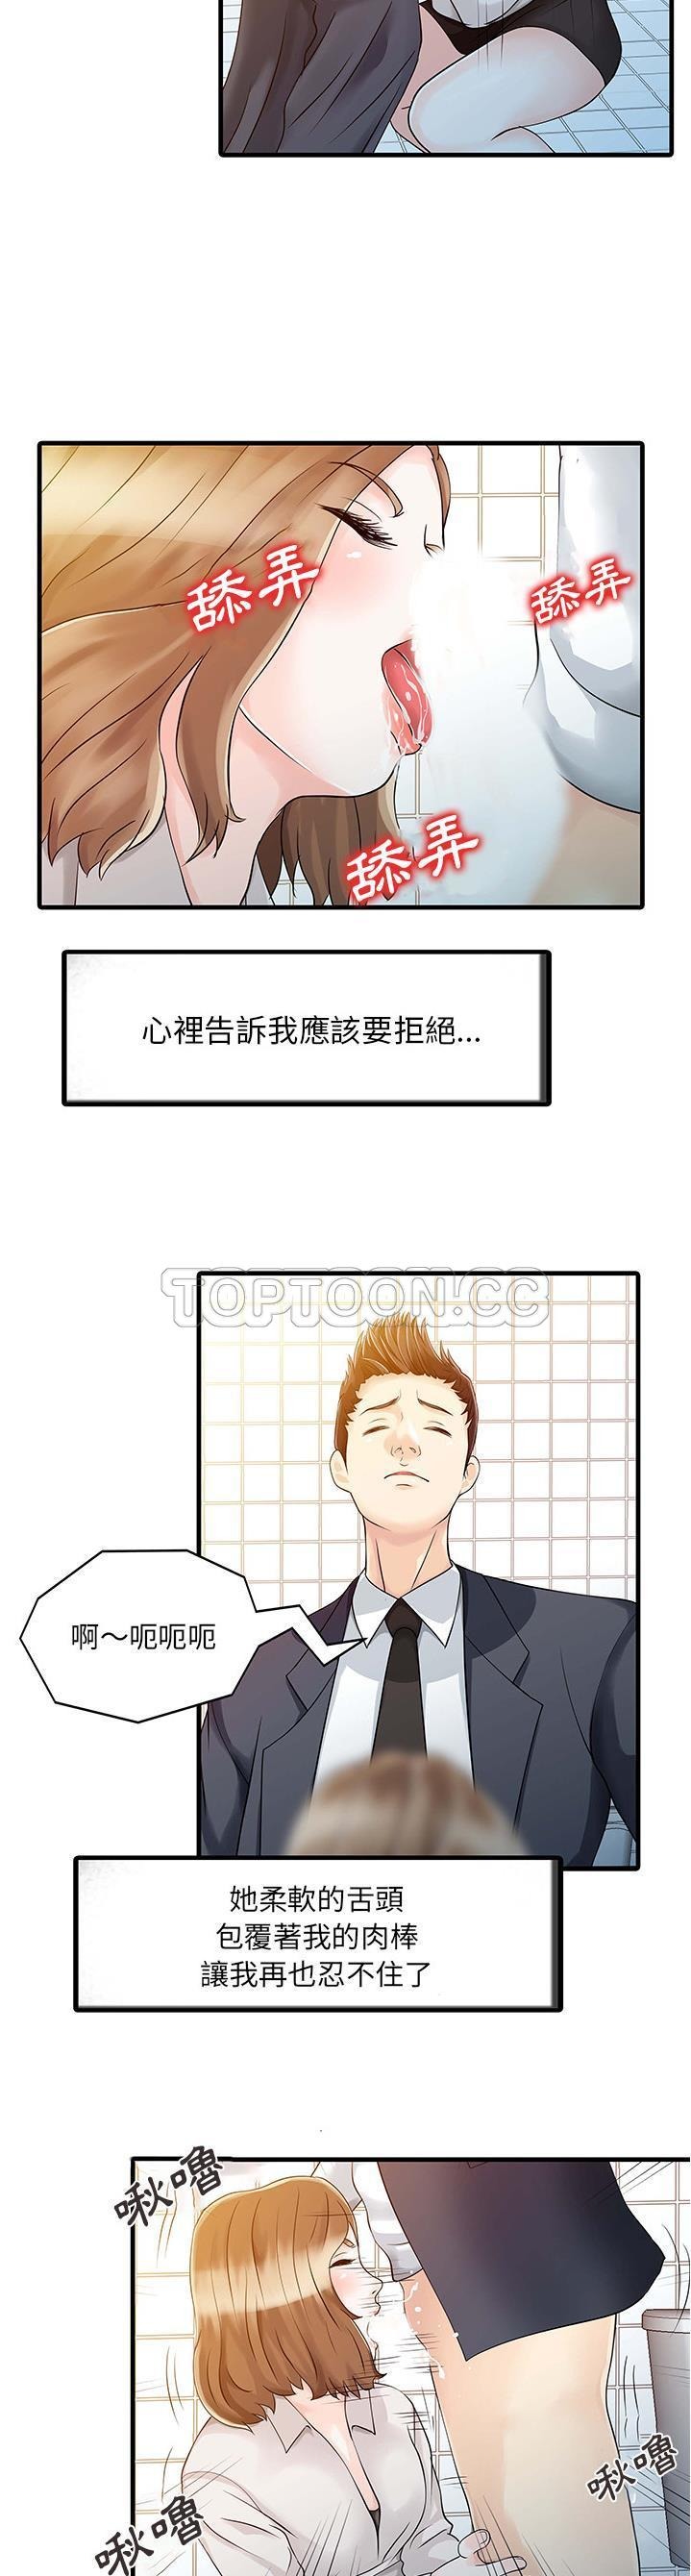 舔弄
舔弄
舔弄
心裡告訴我應該要拒絕...
TOPTOON.CC
啊～呃呃呃
她柔軟的舌頭
包覆著我的肉棒
讓我再也忍不住了
啾嚕
啾嚕
啾嚕